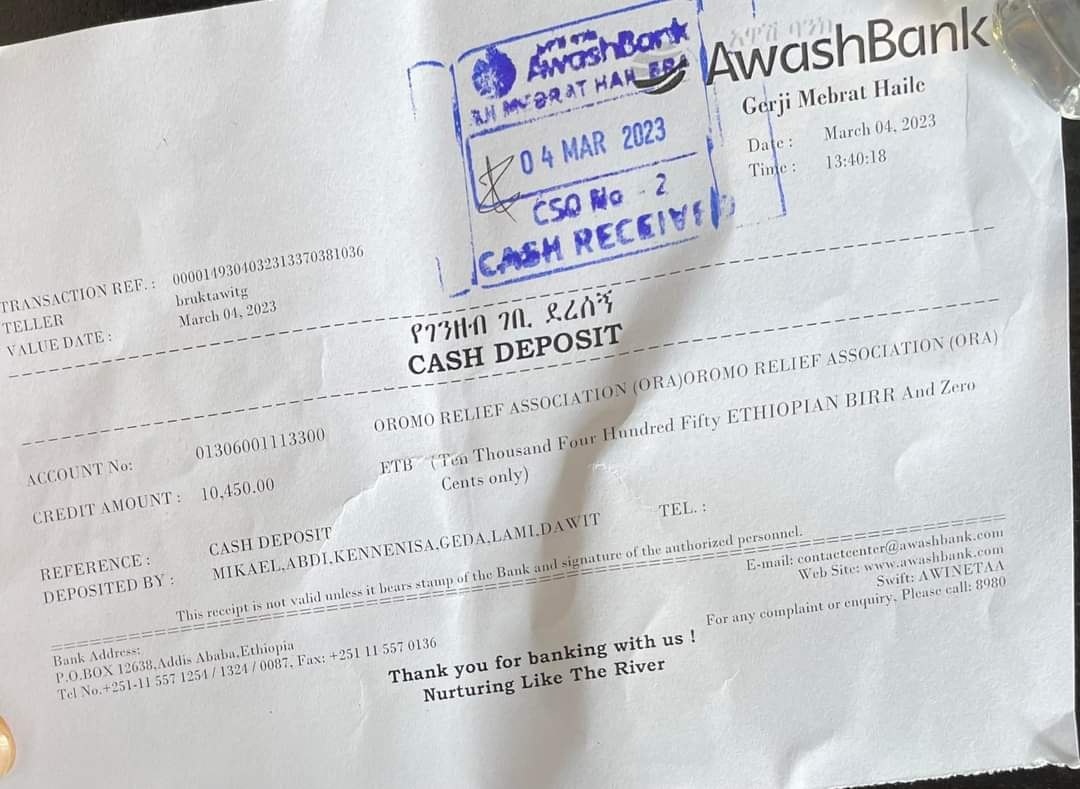 አዋሽ ባንክ
AwashBank
Gerji Mebrat Haile
Date : March 04, 2023
Time : 13:40:18
አዋሽ ባንክ
AwashBank
MEBRAT HAILE BRA
04 MAR 2023
CSO No - 2
CASH RECEIVED
TRANSACTION REF. : 0000149304032313370381036
TELLER bruktawitg
VALUE DATE : March 04, 2023
የገንዘብ ገቢ ደረሰኝ
CASH DEPOSIT
OROMO RELIEF ASSOCIATION (ORA)OROMO RELIEF ASSOCIATION (ORA)
ACCOUNT No: 01306001113300
CREDIT AMOUNT : 10,450.00 ETB (Ten Thousand Four Hundred Fifty ETHIOPIAN BIRR And Zero
Cents only)
REFERENCE : CASH DEPOSIT
DEPOSITED BY : MIKAEL,ABDI,KENNENISA,GEDA,LAMI,DAWIT TEL. :
This receipt is not valid unless it bears stamp of the Bank and signature of the authorized personnel.
Bank Address:
P.O.BOX 12638,Addis Ababa,Ethiopia
Tel No.+251-11 557 1254 / 1324 / 0087, Fax: +251 11 557 0136
E-mail: contactcenter@awashbank.com
Web Site: www.awashbank.com
Swift: AWINETAA
For any complaint or enquiry, Please call: 8980
Thank you for banking with us !
Nurturing Like The River